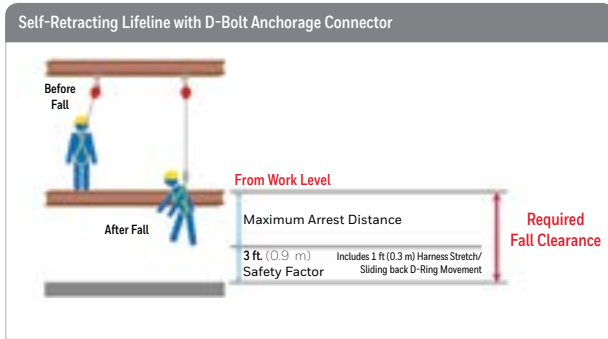 Self-Retracting Lifeline with D-Bolt Anchorage Connector
Before
Fall
After Fall
From Work Level
Maximum Arrest Distance
3 ft. (0.9 m)
Safety Factor
Includes 1 ft (0.3 m) Harness Stretch/
Sliding back D-Ring Movement
Required
Fall Clearance